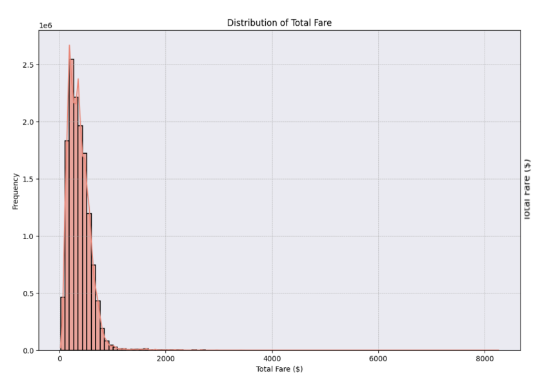 Distribution of Total Fare
1e6
2.5
2.0
1.5
1.0
0.5
0.0
Frequency
0
2000
4000
6000
8000
Total Fare ($)
Total Fare ($)